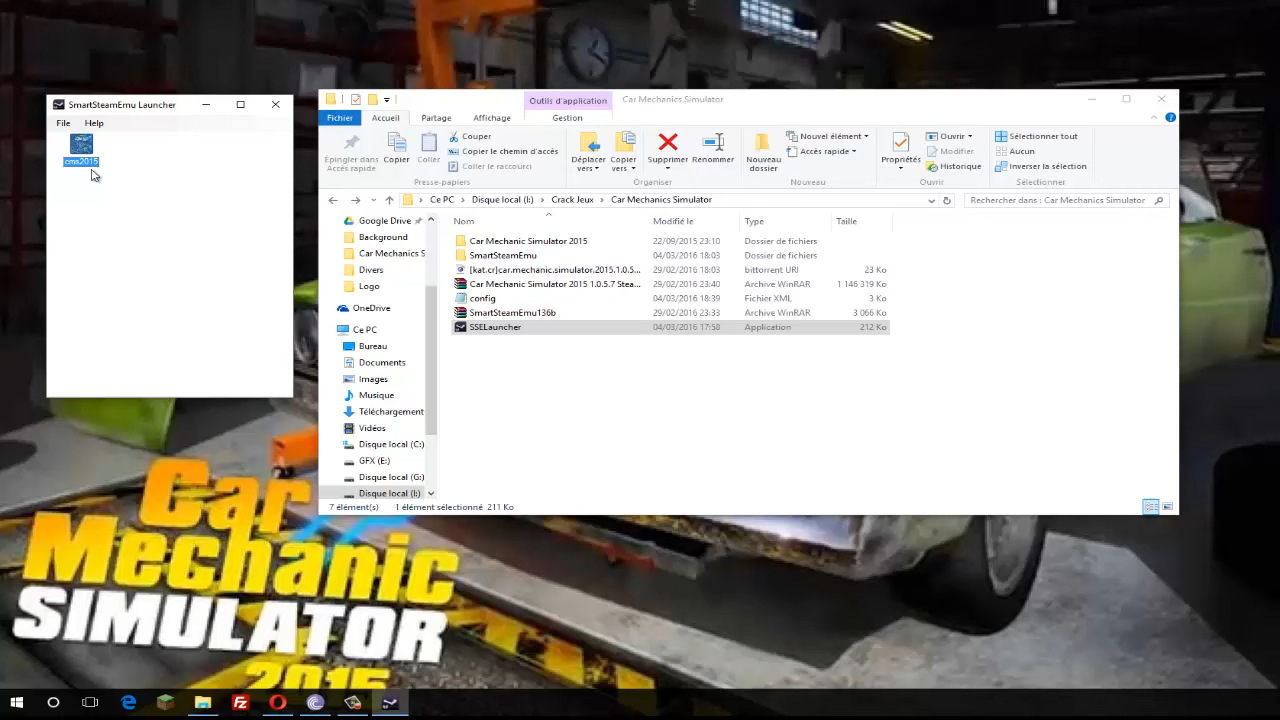 SmartSteamEmu Launcher
File Help
cms2015
Outils d'application Car Mechanics Simulator
Fichier Accueil Partage Affichage Gestion
Épingler dans Accès rapide
Copier
Coller
Couper
Copier le chemin d'accès
Coller le raccourci
Presse-papiers
Déplacer vers
Copier vers
Supprimer
Renommer
Organiser
Nouveau dossier
Nouvel élément
Accès rapide
Nouveau
Propriétés
Ouvrir
Modifier
Historique
Ouvrir
Sélectionner tout
Aucun
Inverser la sélection
Sélectionner
Ce PC > Disque local (I:) > Crack Jeux > Car Mechanics Simulator
Rechercher dans : Car Mechanics Simulator
Google Drive
Background
Car Mechanics S
Divers
Logo
OneDrive
Ce PC
Bureau
Documents
Images
Musique
Téléchargement
Vidéos
Disque local (C:)
GFX (E:)
Disque local (G:)
Disque local (I:)
Nom Modifié le Type Taille
Car Mechanic Simulator 2015 22/09/2015 23:10 Dossier de fichiers
SmartSteamEmu 04/03/2016 18:03 Dossier de fichiers
[kat.cr]car.mechanic.simulator.2015.1.0.5... 29/02/2016 18:03 bittorrent URI 23 Ko
Car Mechanic Simulator 2015 1.0.5.7 Stea... 29/02/2016 23:40 Archive WinRAR 1 146 319 Ko
config 04/03/2016 18:39 Fichier XML 3 Ko
SmartSteamEmu136b 29/02/2016 23:33 Archive WinRAR 3 066 Ko
SSELauncher 04/03/2016 17:58 Application 212 Ko
7 élément(s) 1 élément sélectionné 211 Ko
Car
Mechanic
SIMULATOR
2015